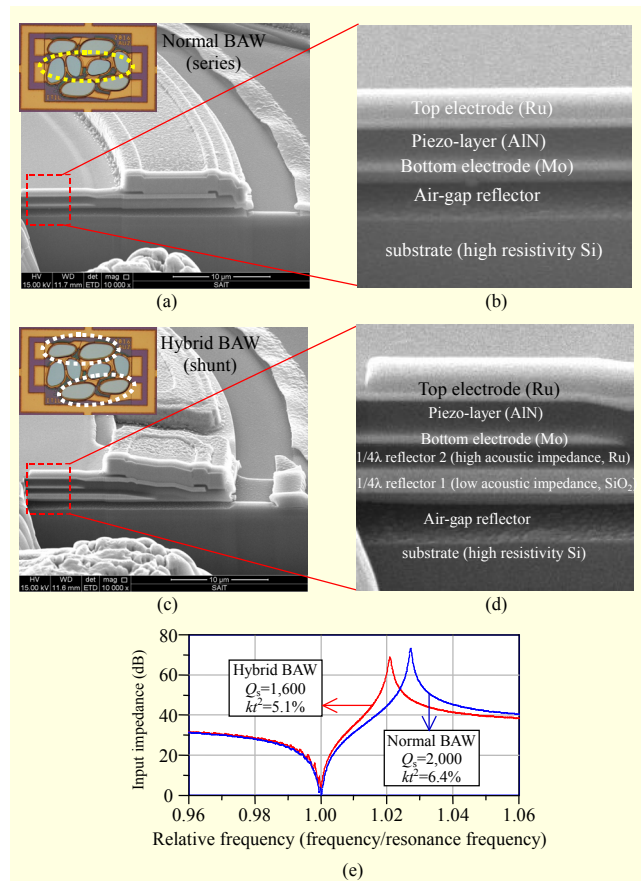 Normal BAW
(series)
HV
WD
det
mag
10 µm
15.00 kV
11.7 mm
ETD
10 000 x
SAIT
(a)
Top electrode (Ru)
Piezo-layer (AlN)
Bottom electrode (Mo)
Air-gap reflector
substrate (high resistivity Si)
(b)
Hybrid BAW
(shunt)
HV
WD
det
mag
10 µm
15.00 kV
11.6 mm
ETD
10 000 x
SAIT
(c)
Top electrode (Ru)
Piezo-layer (AlN)
Bottom electrode (Mo)
1/4λ reflector 2 (high acoustic impedance, Ru)
1/4λ reflector 1 (low acoustic impedance, SiO₂)
Air-gap reflector
substrate (high resistivity Si)
(d)
80
60
40
20
0
Input impedance (dB)
Hybrid BAW
Qs=1,600
kt²=5.1%
Normal BAW
Qs=2,000
kt²=6.4%
0.96 0.98 1.00 1.02 1.04 1.06
Relative frequency (frequency/resonance frequency)
(e)